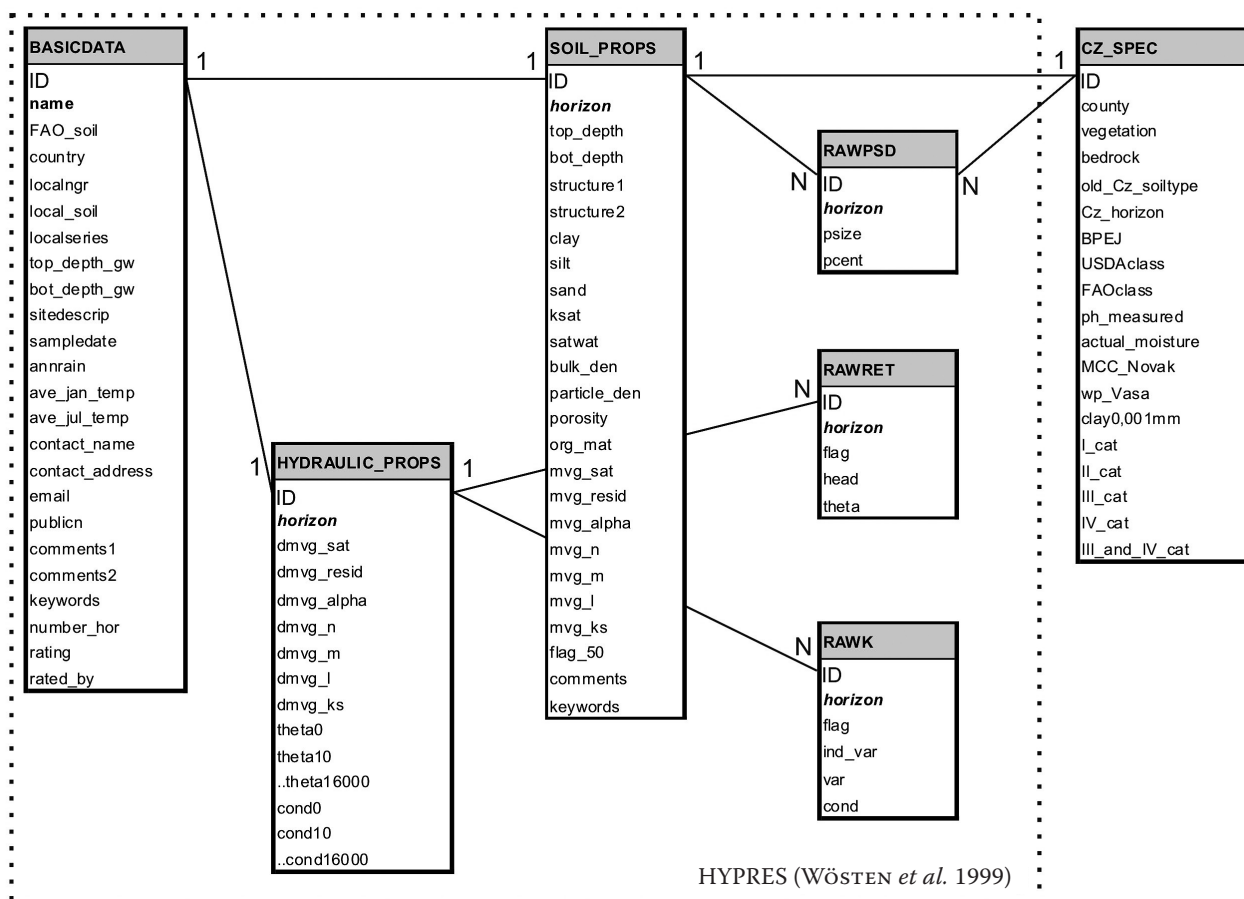 BASICDATA
ID
name
FAO_soil
country
localngr
local_soil
localseries
top_depth_gw
bot_depth_gw
sitedescrip
sampledate
annrain
ave_jan_temp
ave_jul_temp
contact_name
contact_address
email
publicn
comments1
comments2
keywords
number_hor
rating
rated_by
1
1
1
HYDRAULIC_PROPS
ID
horizon
dmvg_sat
dmvg_resid
dmvg_alpha
dmvg_n
dmvg_m
dmvg_l
dmvg_ks
theta0
theta10
..theta16000
cond0
cond10
..cond16000
1
SOIL_PROPS
ID
horizon
top_depth
bot_depth
structure1
structure2
clay
silt
sand
ksat
satwat
bulk_den
particle_den
porosity
org_mat
mvg_sat
mvg_resid
mvg_alpha
mvg_n
mvg_m
mvg_l
mvg_ks
flag_50
comments
keywords
1
1
N
N
RAWPSD
ID
horizon
psize
pcent
N
RAWRET
ID
horizon
flag
head
theta
N
RAWK
ID
horizon
flag
ind_var
var
cond
CZ_SPEC
ID
county
vegetation
bedrock
old_Cz_soiltype
Cz_horizon
BPEJ
USDAclass
FAOclass
ph_measured
actual_moisture
MCC_Novak
wp_Vasa
clay0,001mm
I_cat
II_cat
III_cat
IV_cat
III_and_IV_cat
HYPRES (Wösten et al. 1999)